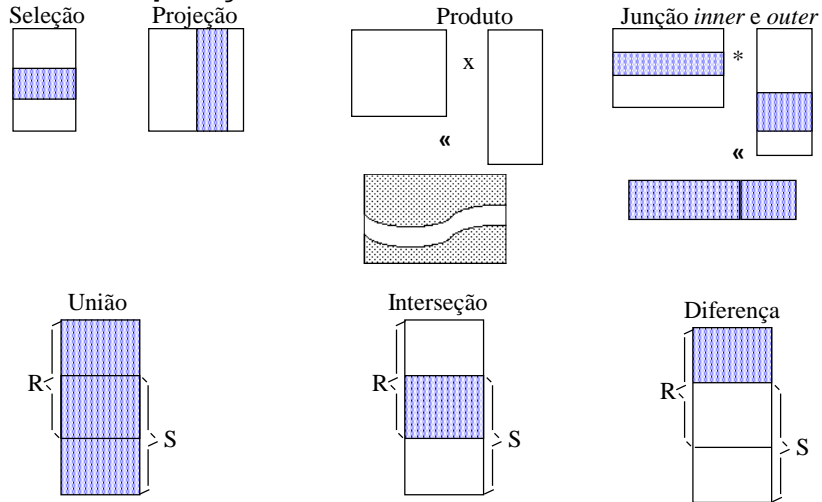 Seleção
Projeção
Produto
Junção inner e outer
x
*
«
«
União
Interseção
Diferença
R
S
R
S
R
S